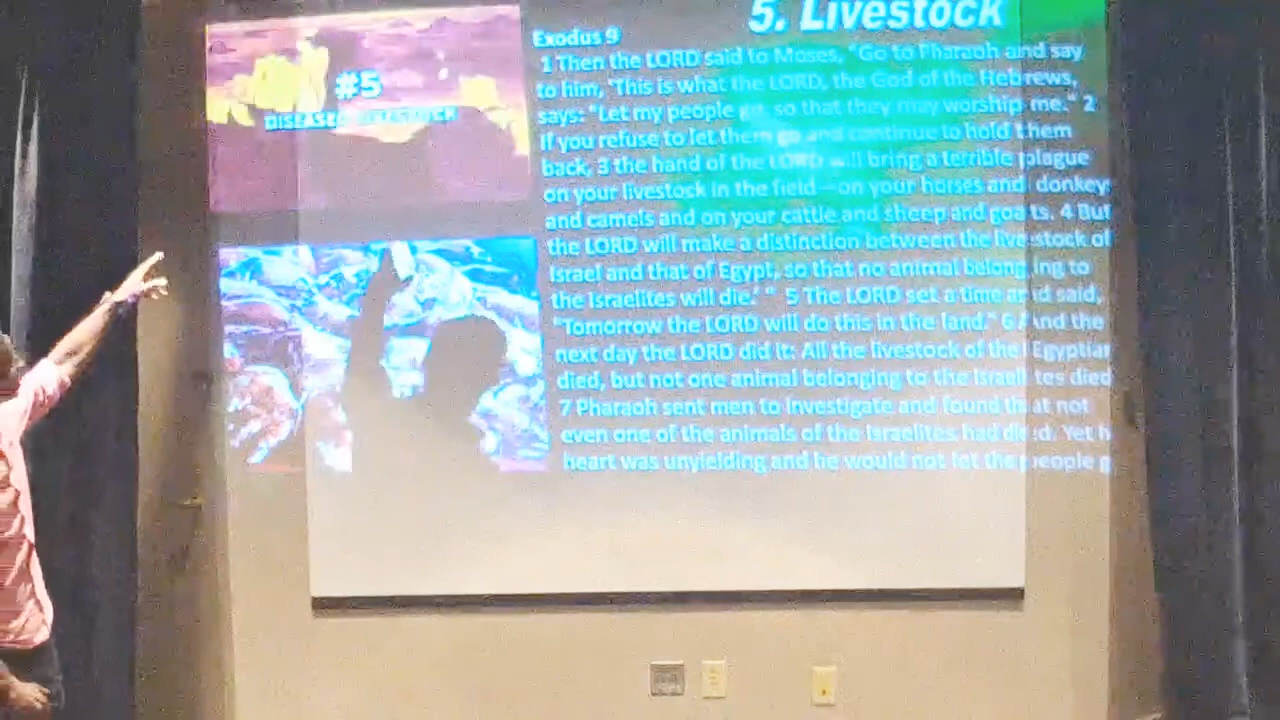 5. Livestock
#5
DISEASED LIVESTOCK
Exodus 9
1 Then the LORD said to Moses, "Go to Pharaoh and say
to him, 'This is what the LORD, the God of the Hebrews,
says: "Let my people go, so that they may worship me." 2
If you refuse to let them go and continue to hold them
back, 3 the hand of the LORD will bring a terrible plague
on your livestock in the field—on your horses and donkeys
and camels and on your cattle and sheep and goats. 4 But
the LORD will make a distinction between the livestock of
Israel and that of Egypt, so that no animal belonging to
the Israelites will die.' " 5 The LORD set a time and said,
"Tomorrow the LORD will do this in the land." 6 And the
next day the LORD did it: All the livestock of the Egyptian
died, but not one animal belonging to the Israelites died
7 Pharaoh sent men to investigate and found that not
even one of the animals of the Israelites had died. Yet h
heart was unyielding and he would not let the people g